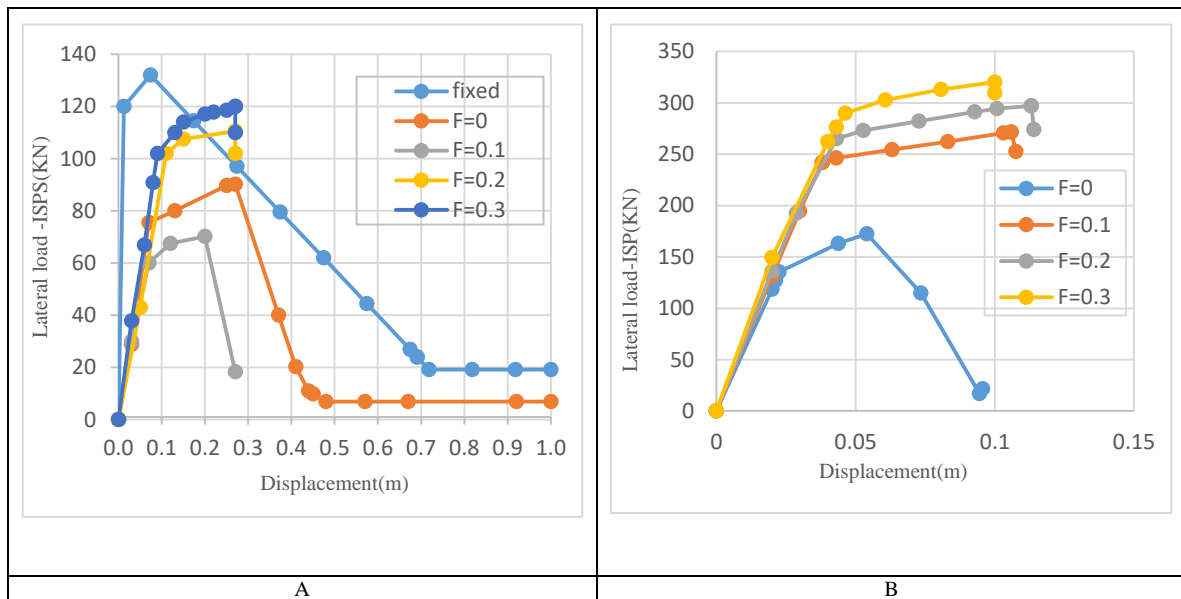 Lateral load -ISPS(KN)
140
120
100
80
60
40
20
0
fixed
F=0
F=0.1
F=0.2
F=0.3
0.0 0.1 0.2 0.3 0.4 0.5 0.6 0.7 0.8 0.9 1.0
Displacement(m)
A
Lateral load-ISP(KN)
350
300
250
200
150
100
50
0
F=0
F=0.1
F=0.2
F=0.3
0 0.05 0.1 0.15
Displacement(m)
B